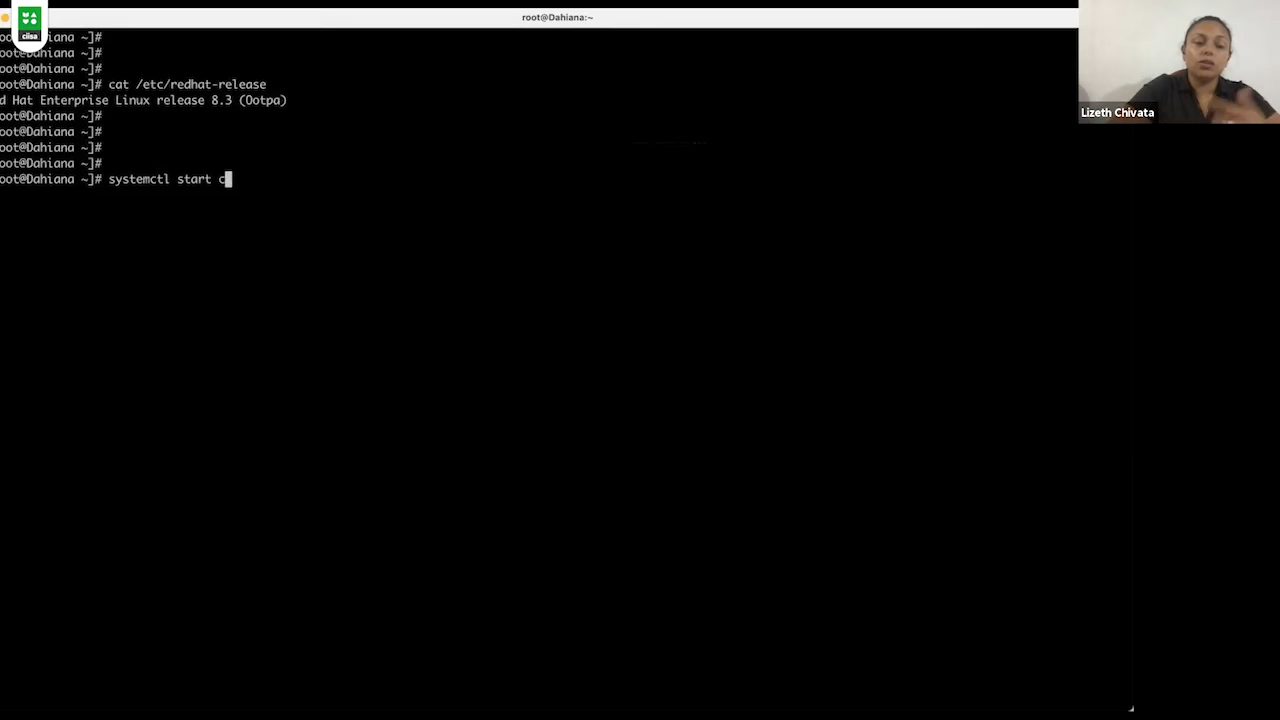 root@Dahiana:~
clisa
oot@Dahiana ~]#
oot@Dahiana ~]#
oot@Dahiana ~]#
oot@Dahiana ~]# cat /etc/redhat-release
d Hat Enterprise Linux release 8.3 (Ootpa)
oot@Dahiana ~]#
oot@Dahiana ~]#
oot@Dahiana ~]#
oot@Dahiana ~]#
oot@Dahiana ~]# systemctl start c
Lizeth Chivata